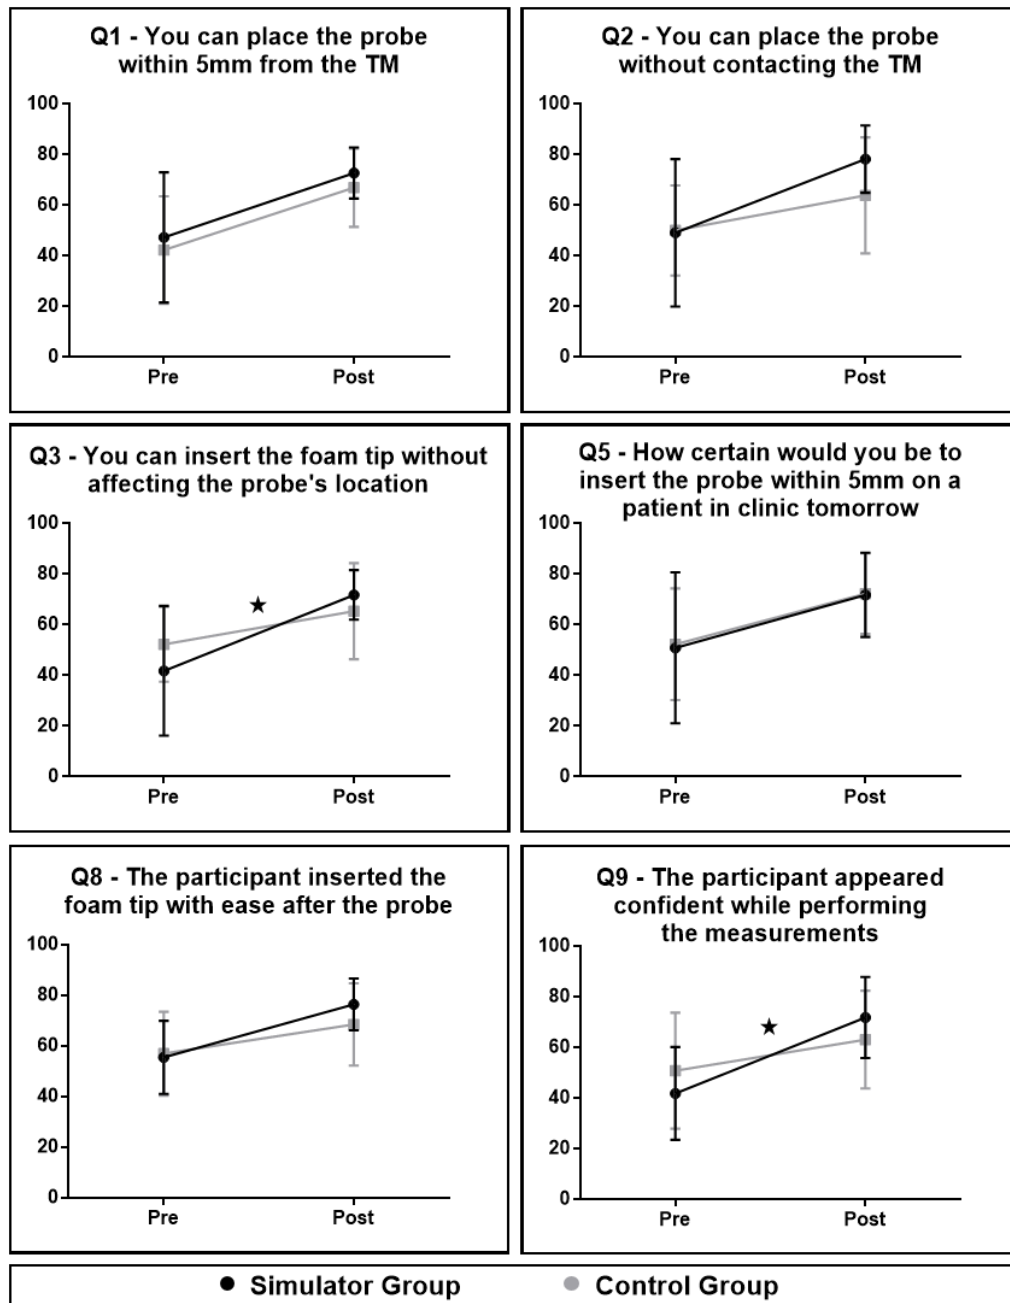 Q1 - You can place the probe
within 5mm from the TM
100
80
60
40
20
0
Pre Post
Q2 - You can place the probe
without contacting the TM
100
80
60
40
20
0
Pre Post
Q3 - You can insert the foam tip without
affecting the probe's location
100
80
60
40
20
0
Pre Post
Q5 - How certain would you be to
insert the probe within 5mm on a
patient in clinic tomorrow
100
80
60
40
20
0
Pre Post
Q8 - The participant inserted the
foam tip with ease after the probe
100
80
60
40
20
0
Pre Post
Q9 - The participant appeared
confident while performing
the measurements
100
80
60
40
20
0
Pre Post
Simulator Group Control Group